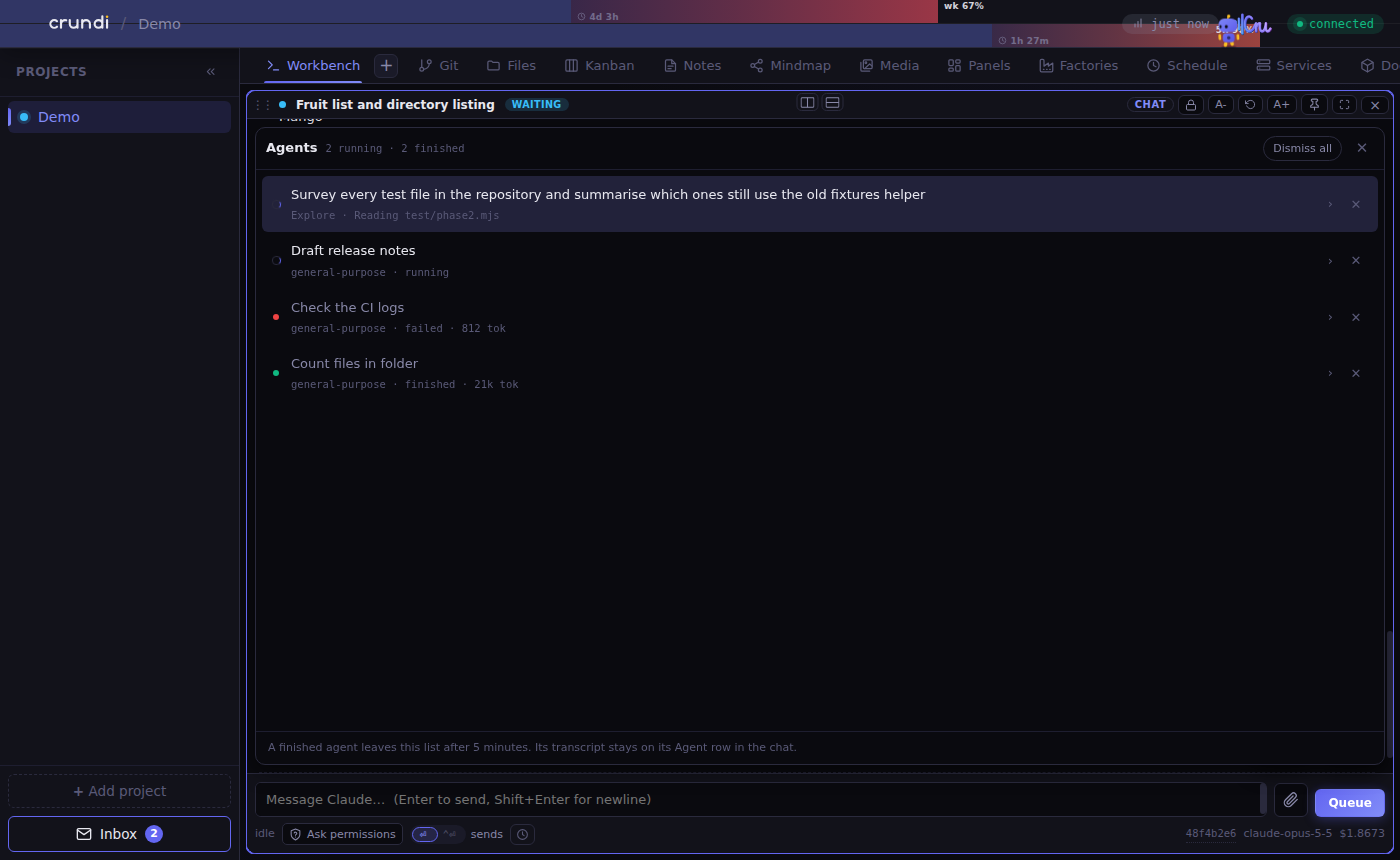 crundi / Demo
4d 3h
wk 67%
1h 27m
just now
connected
PROJECTS
«
Demo
+ Add project
Inbox 2
Workbench
+
Git
Files
Kanban
Notes
Mindmap
Media
Panels
Factories
Schedule
Services
Do
Fruit list and directory listing WAITING
CHAT
A-
A+
Mango
Agents 2 running · 2 finished
Dismiss all
Survey every test file in the repository and summarise which ones still use the old fixtures helper
Explore · Reading test/phase2.mjs
Draft release notes
general-purpose · running
Check the CI logs
general-purpose · failed · 812 tok
Count files in folder
general-purpose · finished · 21k tok
A finished agent leaves this list after 5 minutes. Its transcript stays on its Agent row in the chat.
Message Claude... (Enter to send, Shift+Enter for newline)
Queue
idle
Ask permissions
sends
48f4b2e6 claude-opus-5-5 $1.8673